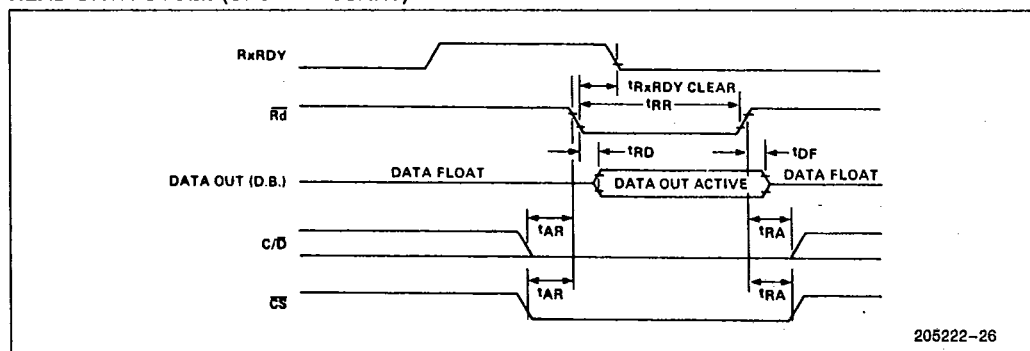 RxRDY
tRxRDY CLEAR
tRR
Rd
tRD
tDF
DATA OUT (D.B.)
DATA FLOAT
DATA OUT ACTIVE
DATA FLOAT
tAR
tRA
C/D
tAR
tRA
CS
205222-26